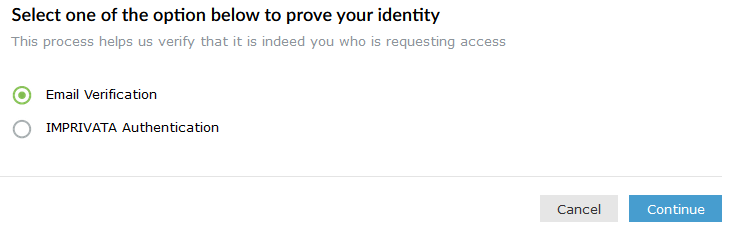 Select one of the option below to prove your identity
This process helps us verify that it is indeed you who is requesting access
Email Verification
IMPRIVATA Authentication
Cancel
Continue